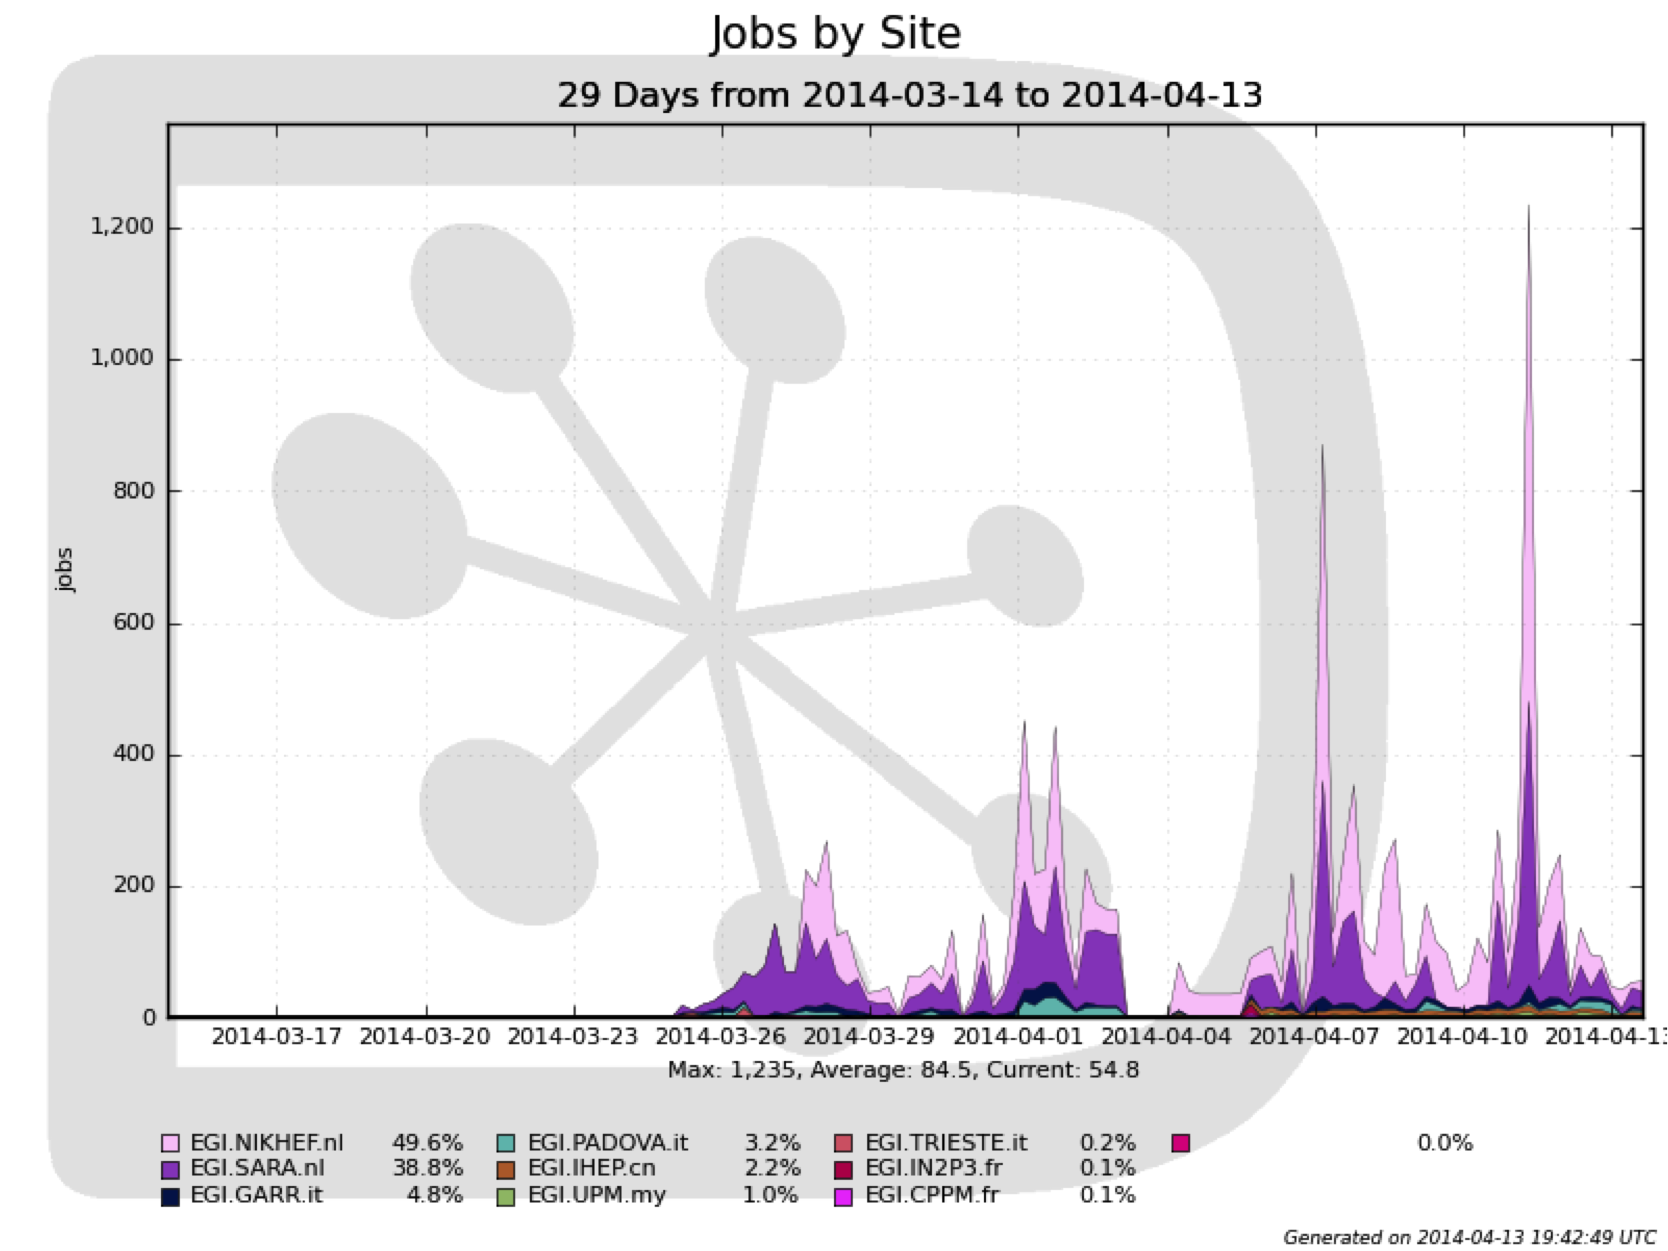 Jobs by Site
29 Days from 2014-03-14 to 2014-04-13
1,200
1,000
800
600
400
200
0
jobs
2014-03-17 2014-03-20 2014-03-23 2014-03-26 2014-03-29 2014-04-01 2014-04-04 2014-04-07 2014-04-10 2014-04-13
Max: 1,235, Average: 84.5, Current: 54.8
EGI.NIKHEF.nl 49.6% EGI.PADOVA.it 3.2% EGI.TRIESTE.it 0.2% 0.0%
EGI.SARA.nl 38.8% EGI.IHEP.cn 2.2% EGI.IN2P3.fr 0.1%
EGI.GARR.it 4.8% EGI.UPM.my 1.0% EGI.CPPM.fr 0.1%
Generated on 2014-04-13 19:42:49 UTC